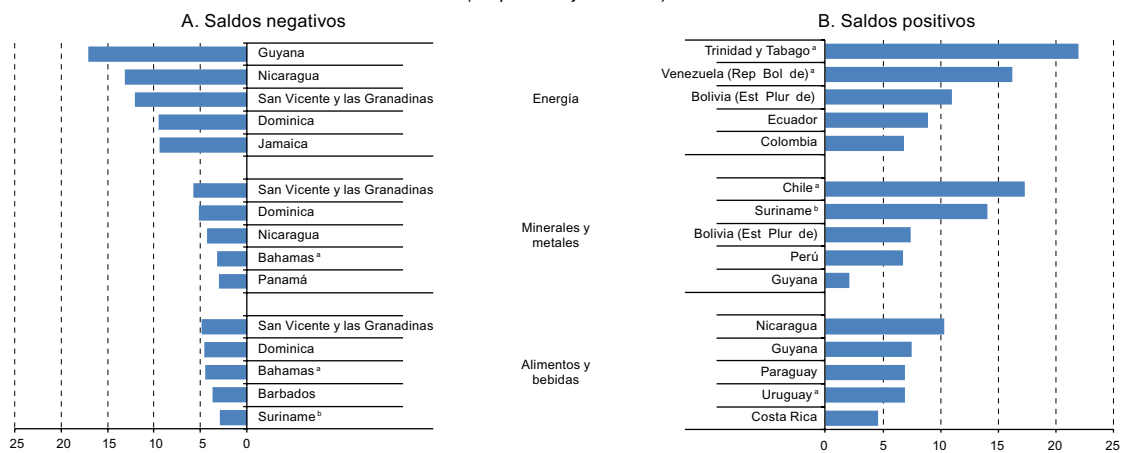 A. Saldos negativos
B. Saldos positivos
Guyana
Nicaragua
San Vicente y las Granadinas
Dominica
Jamaica
San Vicente y las Granadinas
Dominica
Nicaragua
Bahamas a
Panamá
San Vicente y las Granadinas
Dominica
Bahamas a
Barbados
Suriname b
25 20 15 10 5 0
Energía
Minerales y
metales
Alimentos y
bebidas
Trinidad y Tabago a
Venezuela (Rep Bol de) a
Bolivia (Est Plur de)
Ecuador
Colombia
Chile a
Suriname b
Bolivia (Est Plur de)
Perú
Guyana
Nicaragua
Guyana
Paraguay
Uruguay a
Costa Rica
0 5 10 15 20 25